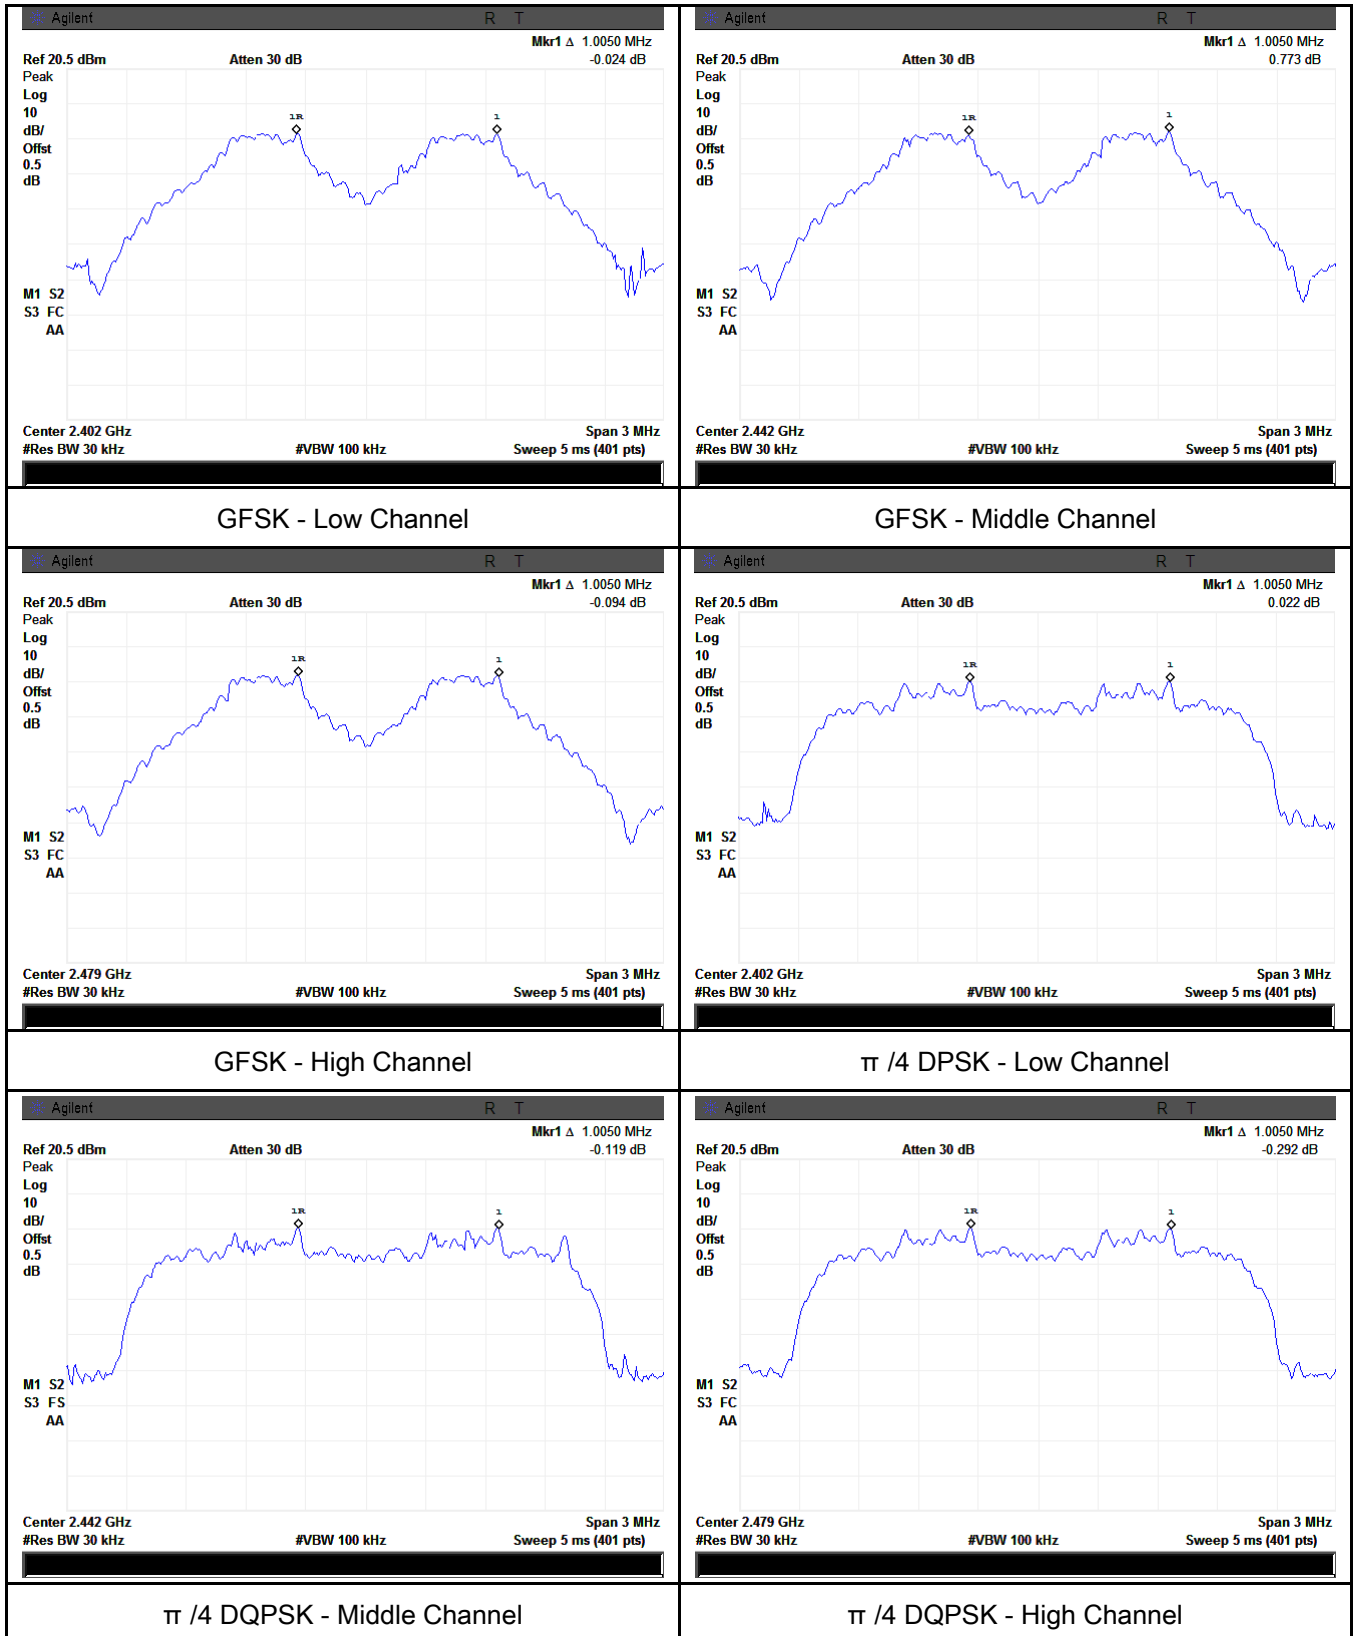 Agilent R T
Mkr1 Δ 1.0050 MHz
Ref 20.5 dBm Atten 30 dB -0.024 dB
Peak
Log
10
dB/
Offst
0.5
dB
1R 1
M1 S2
S3 FC
AA
Center 2.402 GHz Span 3 MHz
#Res BW 30 kHz #VBW 100 kHz Sweep 5 ms (401 pts)
GFSK - Low Channel
Agilent R T
Mkr1 Δ 1.0050 MHz
Ref 20.5 dBm Atten 30 dB 0.773 dB
Peak
Log
10
dB/
Offst
0.5
dB
1R 1
M1 S2
S3 FC
AA
Center 2.442 GHz Span 3 MHz
#Res BW 30 kHz #VBW 100 kHz Sweep 5 ms (401 pts)
GFSK - Middle Channel
Agilent R T
Mkr1 Δ 1.0050 MHz
Ref 20.5 dBm Atten 30 dB -0.094 dB
Peak
Log
10
dB/
Offst
0.5
dB
1R 1
M1 S2
S3 FC
AA
Center 2.479 GHz Span 3 MHz
#Res BW 30 kHz #VBW 100 kHz Sweep 5 ms (401 pts)
GFSK - High Channel
Agilent R T
Mkr1 Δ 1.0050 MHz
Ref 20.5 dBm Atten 30 dB 0.022 dB
Peak
Log
10
dB/
Offst
0.5
dB
1R 1
M1 S2
S3 FC
AA
Center 2.402 GHz Span 3 MHz
#Res BW 30 kHz #VBW 100 kHz Sweep 5 ms (401 pts)
π /4 DPSK - Low Channel
Agilent R T
Mkr1 Δ 1.0050 MHz
Ref 20.5 dBm Atten 30 dB -0.119 dB
Peak
Log
10
dB/
Offst
0.5
dB
1R 1
M1 S2
S3 FS
AA
Center 2.442 GHz Span 3 MHz
#Res BW 30 kHz #VBW 100 kHz Sweep 5 ms (401 pts)
π /4 DQPSK - Middle Channel
Agilent R T
Mkr1 Δ 1.0050 MHz
Ref 20.5 dBm Atten 30 dB -0.292 dB
Peak
Log
10
dB/
Offst
0.5
dB
1R 1
M1 S2
S3 FC
AA
Center 2.479 GHz Span 3 MHz
#Res BW 30 kHz #VBW 100 kHz Sweep 5 ms (401 pts)
π /4 DQPSK - High Channel